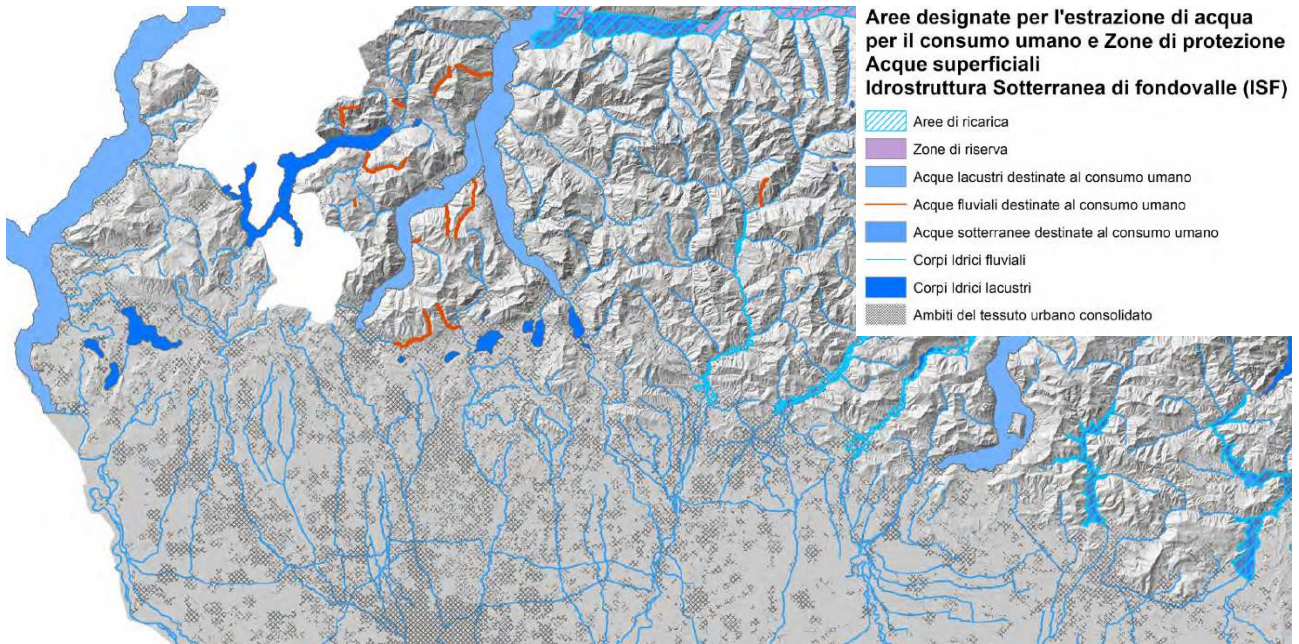 Aree designate per l'estrazione di acqua
per il consumo umano e Zone di protezione
Acque superficiali
Idrostruttura Sotterranea di fondovalle (ISF)
Aree di ricarica
Zone di riserva
Acque lacustri destinate al consumo umano
Acque fluviali destinate al consumo umano
Acque sotterranee destinate al consumo umano
Corpi Idrici fluviali
Corpi Idrici lacustri
Ambiti del tessuto urbano consolidato